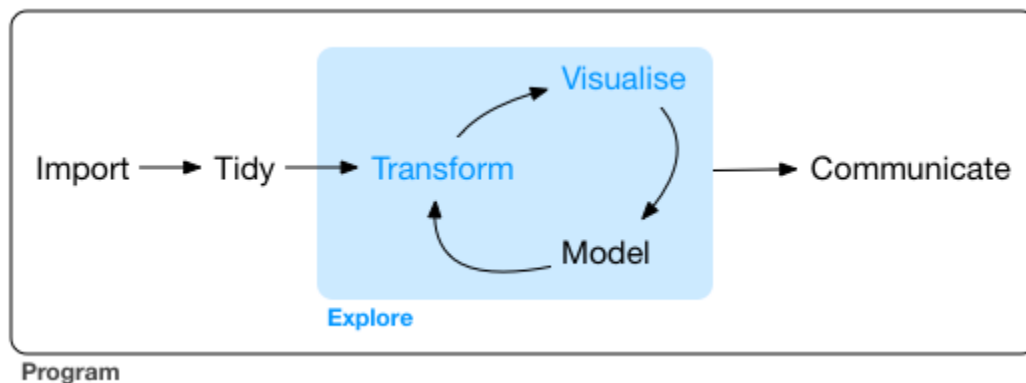 Visualise
Import Tidy Transform Communicate
Model
Explore
Program